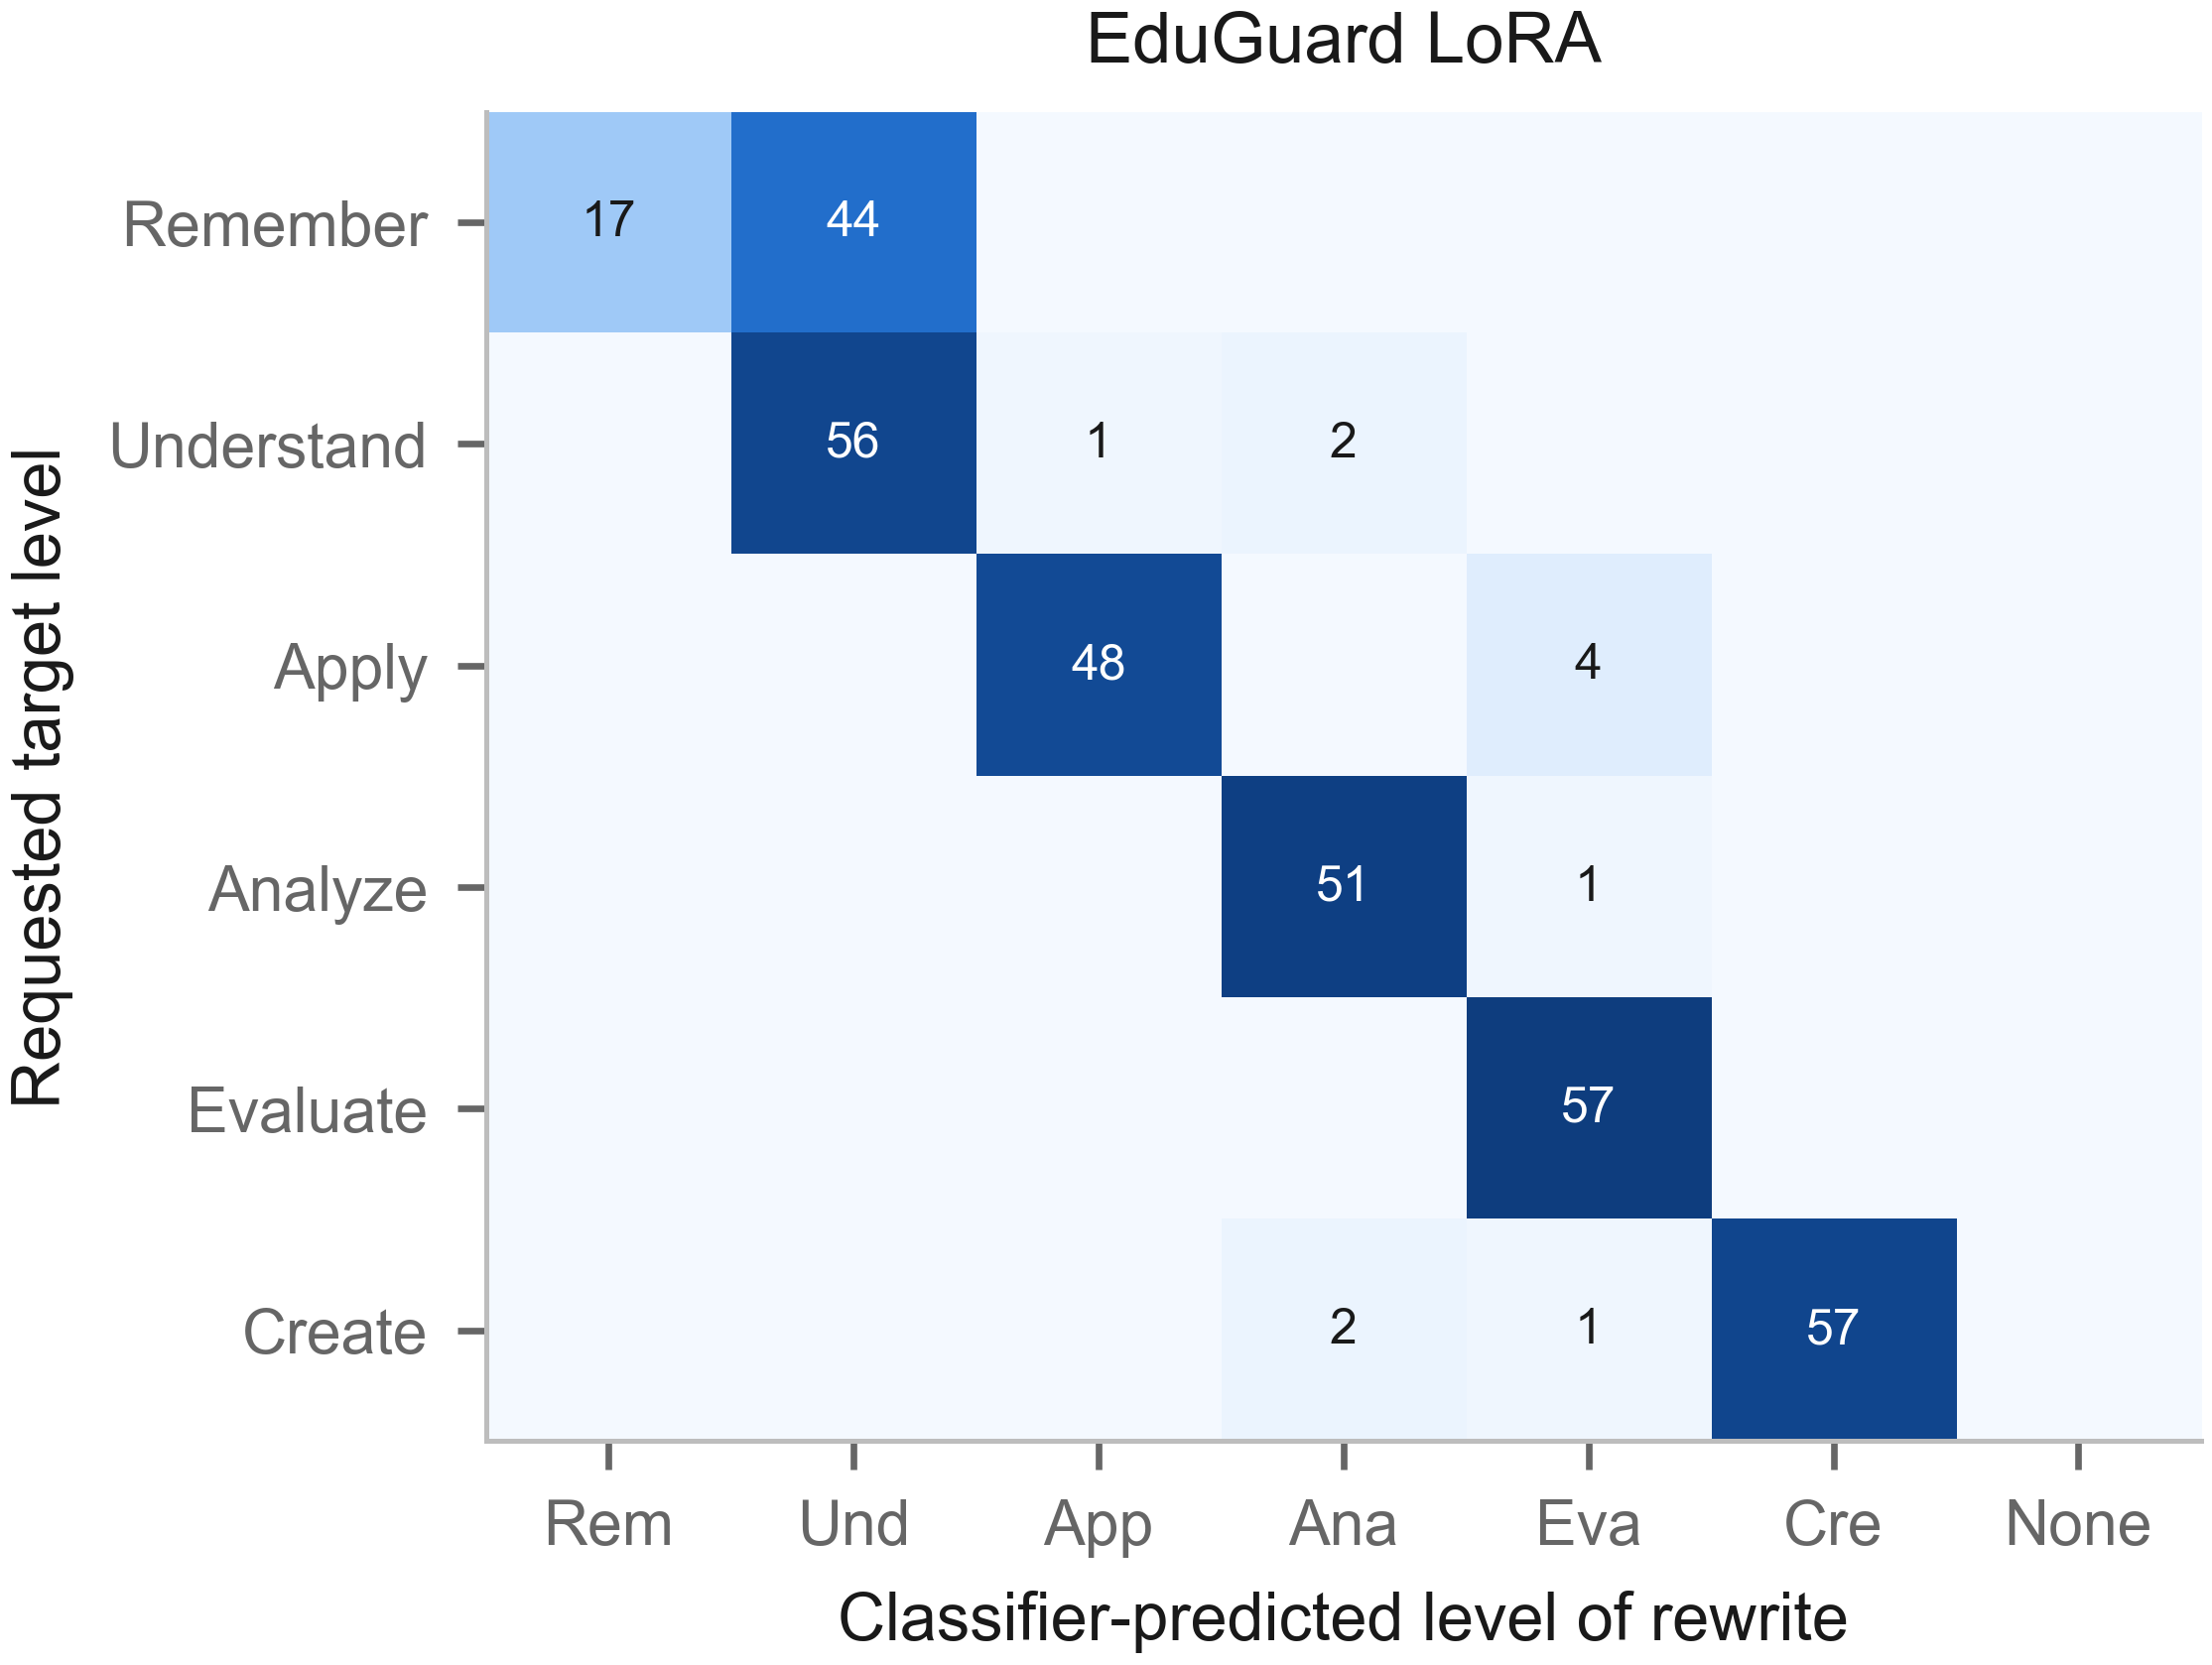 EduGuard LoRA
Requested target level
Remember 17 44
Understand 56 1 2
Apply 48 4
Analyze 51 1
Evaluate 57
Create 2 1 57
Rem Und App Ana Eva Cre None
Classifier-predicted level of rewrite